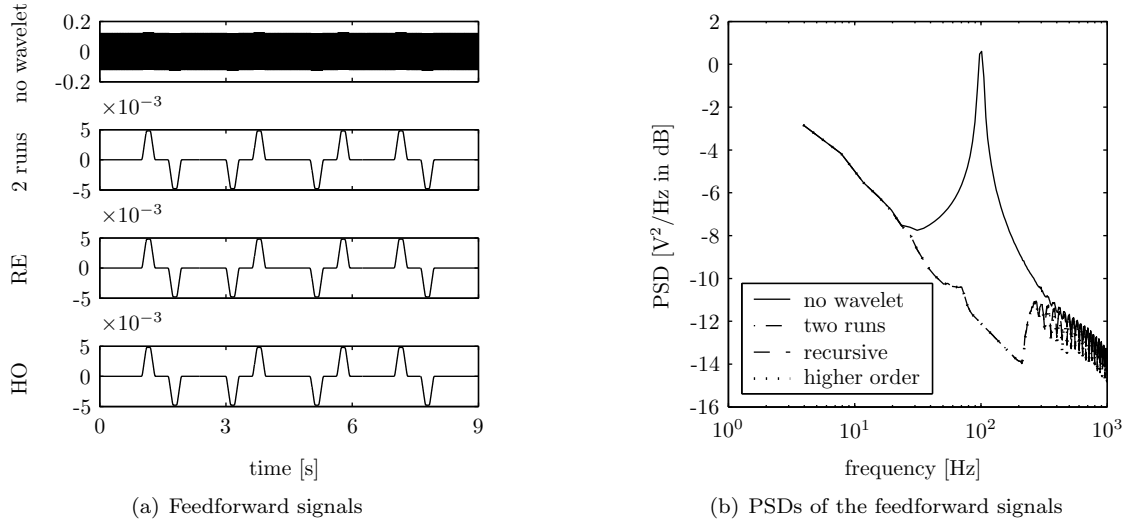 no wavelet
0.2
0
-0.2
×10⁻³
2 runs
5
0
-5
×10⁻³
RE
5
0
-5
×10⁻³
HO
5
0
-5
0 3 6 9
time [s]
(a) Feedforward signals
PSD [V²/Hz in dB]
2
0
-2
-4
-6
-8
-10
-12
-14
-16
no wavelet
two runs
recursive
higher order
10⁰ 10¹ 10² 10³
frequency [Hz]
(b) PSDs of the feedforward signals